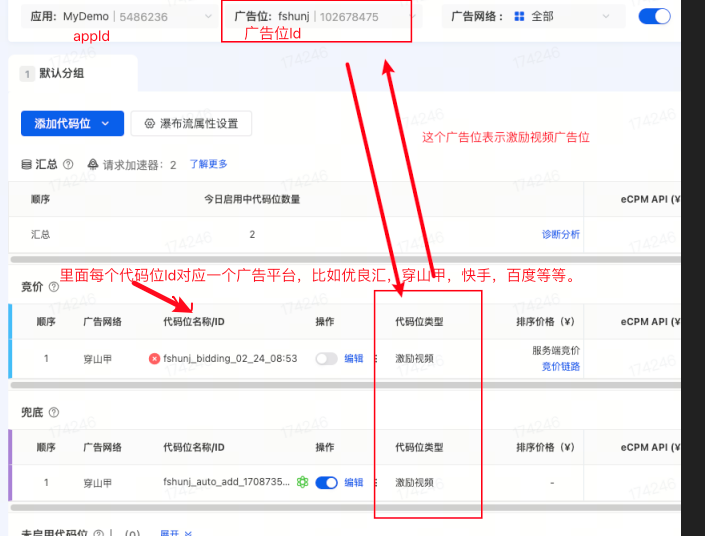 应用: MyDemo | 5486236
广告位: fshunj | 102678475
广告网络: 全部
appId
广告位Id
1 默认分组
添加代码位
瀑布流属性设置
这个广告位表示激励视频广告位
汇总 请求加速器: 2 了解更多
顺序 今日启用中代码位数量 eCPM API (¥
汇总 2 诊断分析
里面每个代码位Id对应一个广告平台，比如优良汇，穿山甲，快手，百度等等。
竞价
顺序 广告网络 代码位名称/ID 操作 代码位类型 排序价格（¥） eCPM API (¥
1 穿山甲 fshunj_bidding_02_24_08:53 编辑 激励视频 服务端竞价
竞价链路
兜底
顺序 广告网络 代码位名称/ID 操作 代码位类型 排序价格（¥） eCPM API (¥
1 穿山甲 fshunj_auto_add_1708735... 编辑 激励视频 -
未启用代码位 | (0) 展开
174246